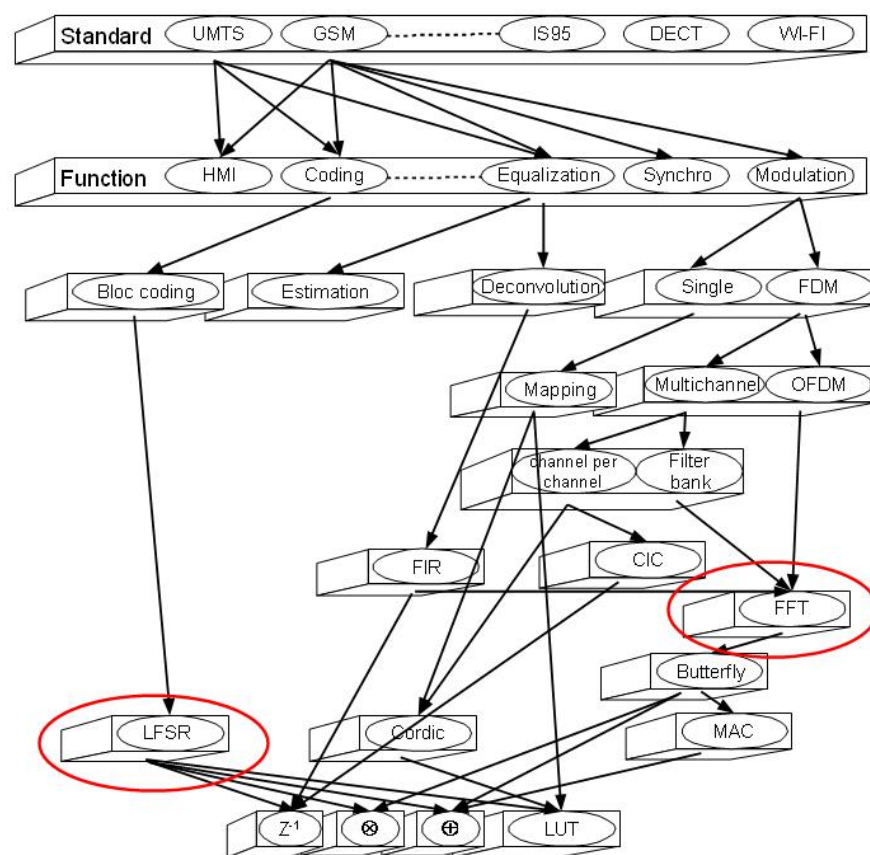 Standard UMTS GSM IS95 DECT WI-FI
Function HMI Coding Equalization Synchro Modulation
Bloc coding Estimation Deconvolution Single FDM
Mapping Multichannel OFDM
channel per
channel
Filter
bank
FIR CIC
FFT
Butterfly
LFSR Cordic MAC
Z⁻¹ ⊗ ⊕ LUT